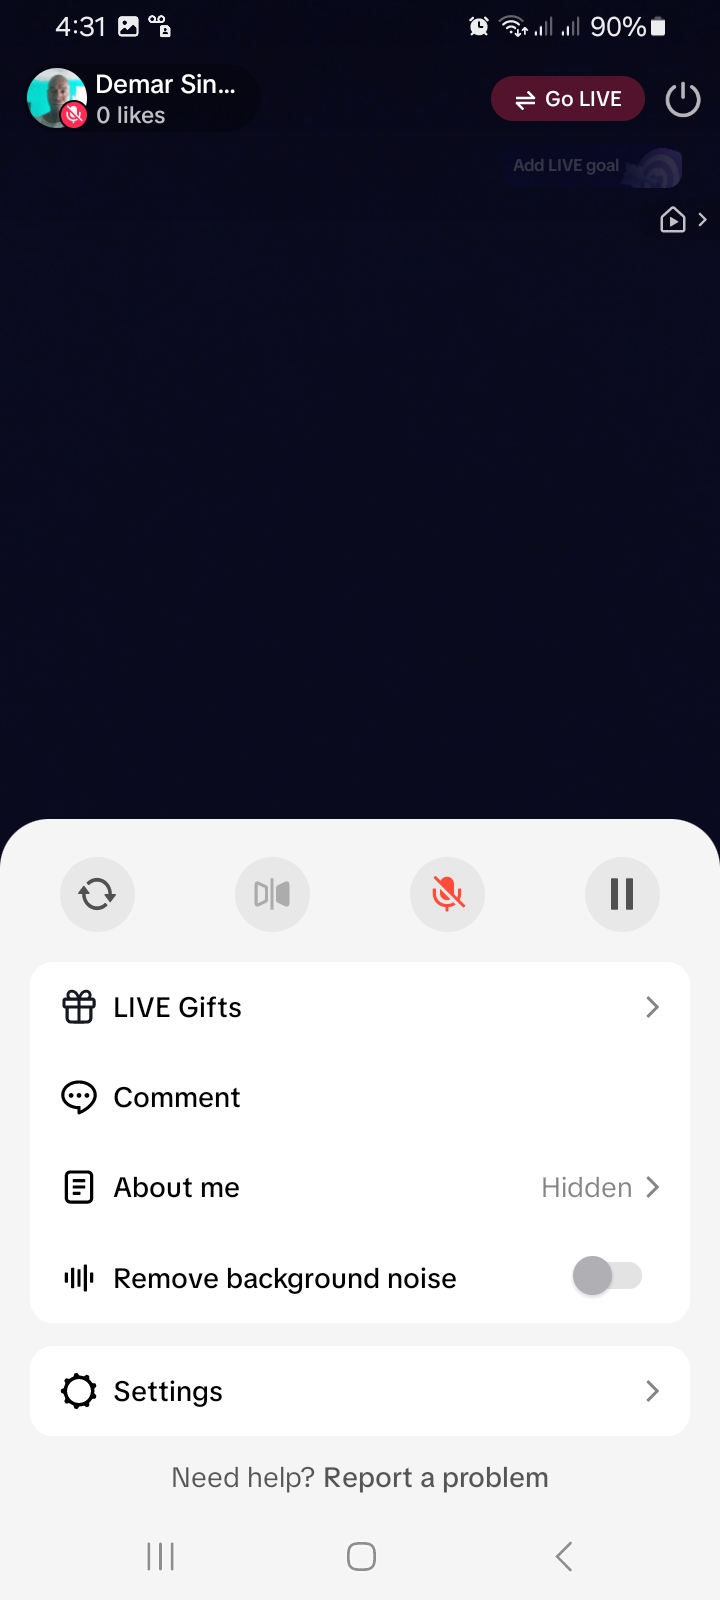 4:31
90%
Demar Sin...
0 likes
Go LIVE
Add LIVE goal
LIVE Gifts
Comment
About me
Hidden
Remove background noise
Settings
Need help? Report a problem